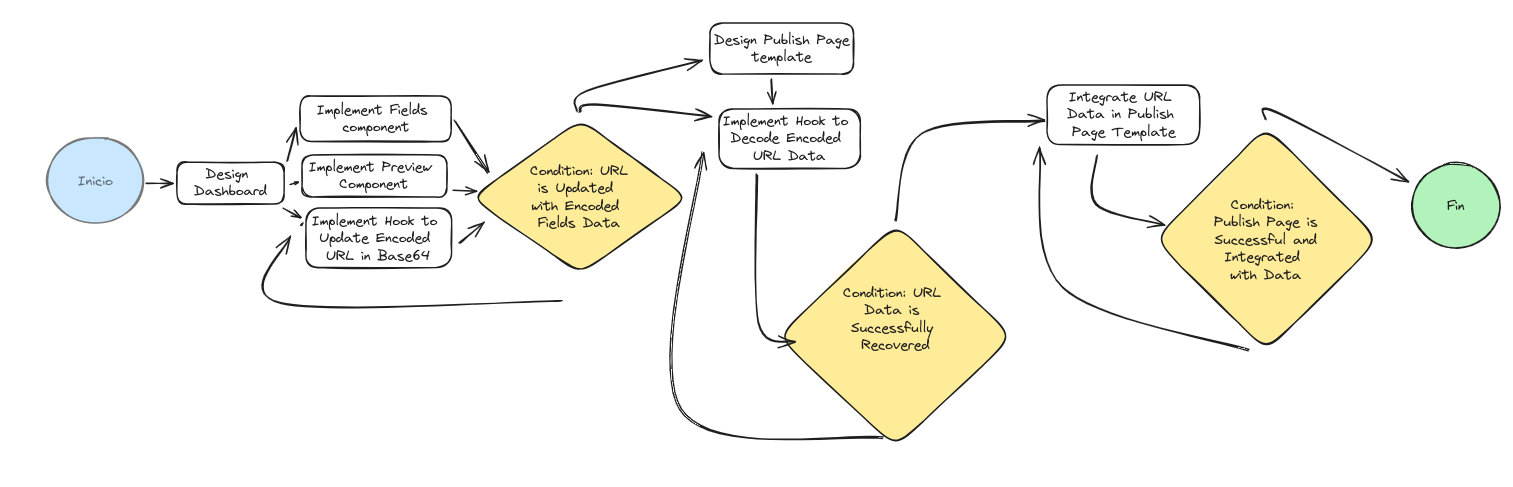 Inicio
Design
Dashboard
Implement Fields
component
Implement Preview
Component
Implement Hook to
Update Encoded
URL in Base64
Condition: URL
is Updated
with Encoded
Fields Data
Design Publish Page
template
Implement Hook to
Decode Encoded
URL Data
Condition: URL
Data is
Successfully
Recovered
Integrate URL
Data in Publish
Page Template
Condition:
Publish Page is
Successful and
Integrated
with Data
Fin